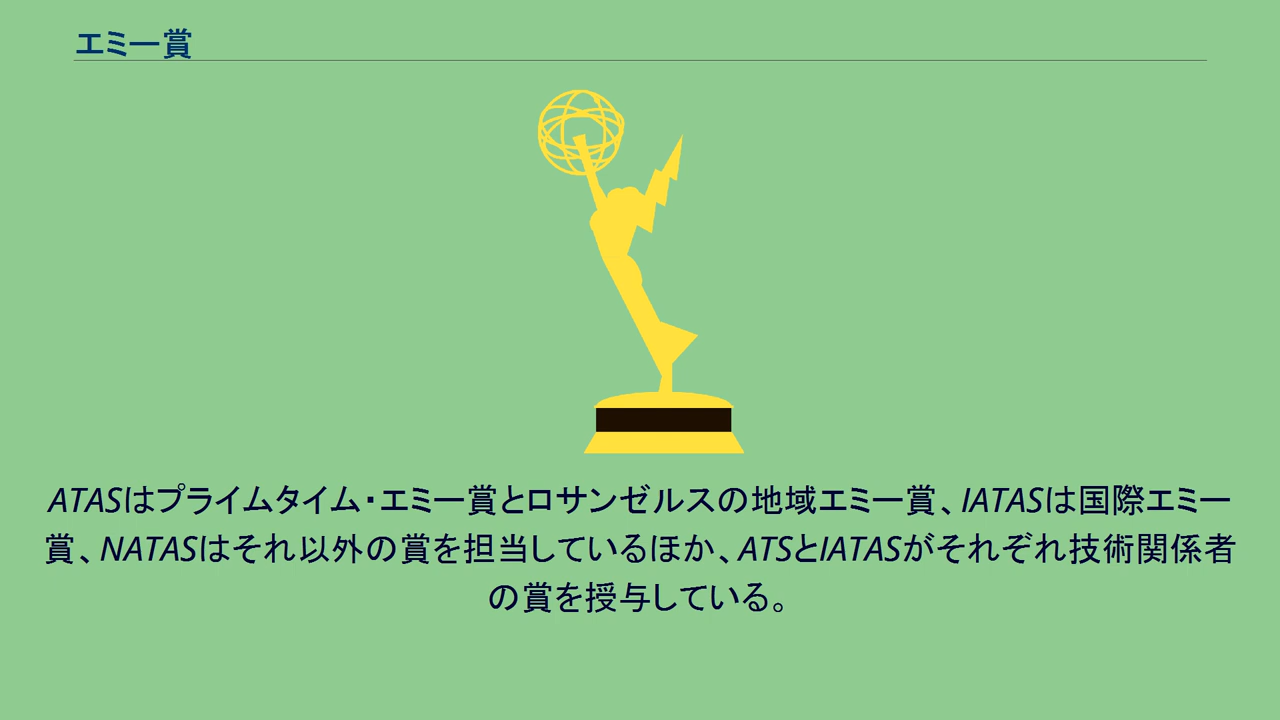 エミー賞
ATASはプライムタイム・エミー賞とロサンゼルスの地域エミー賞、IATASは国際エミー
賞、NATASはそれ以外の賞を担当しているほか、ATSとIATASがそれぞれ技術関係者
の賞を授与している。